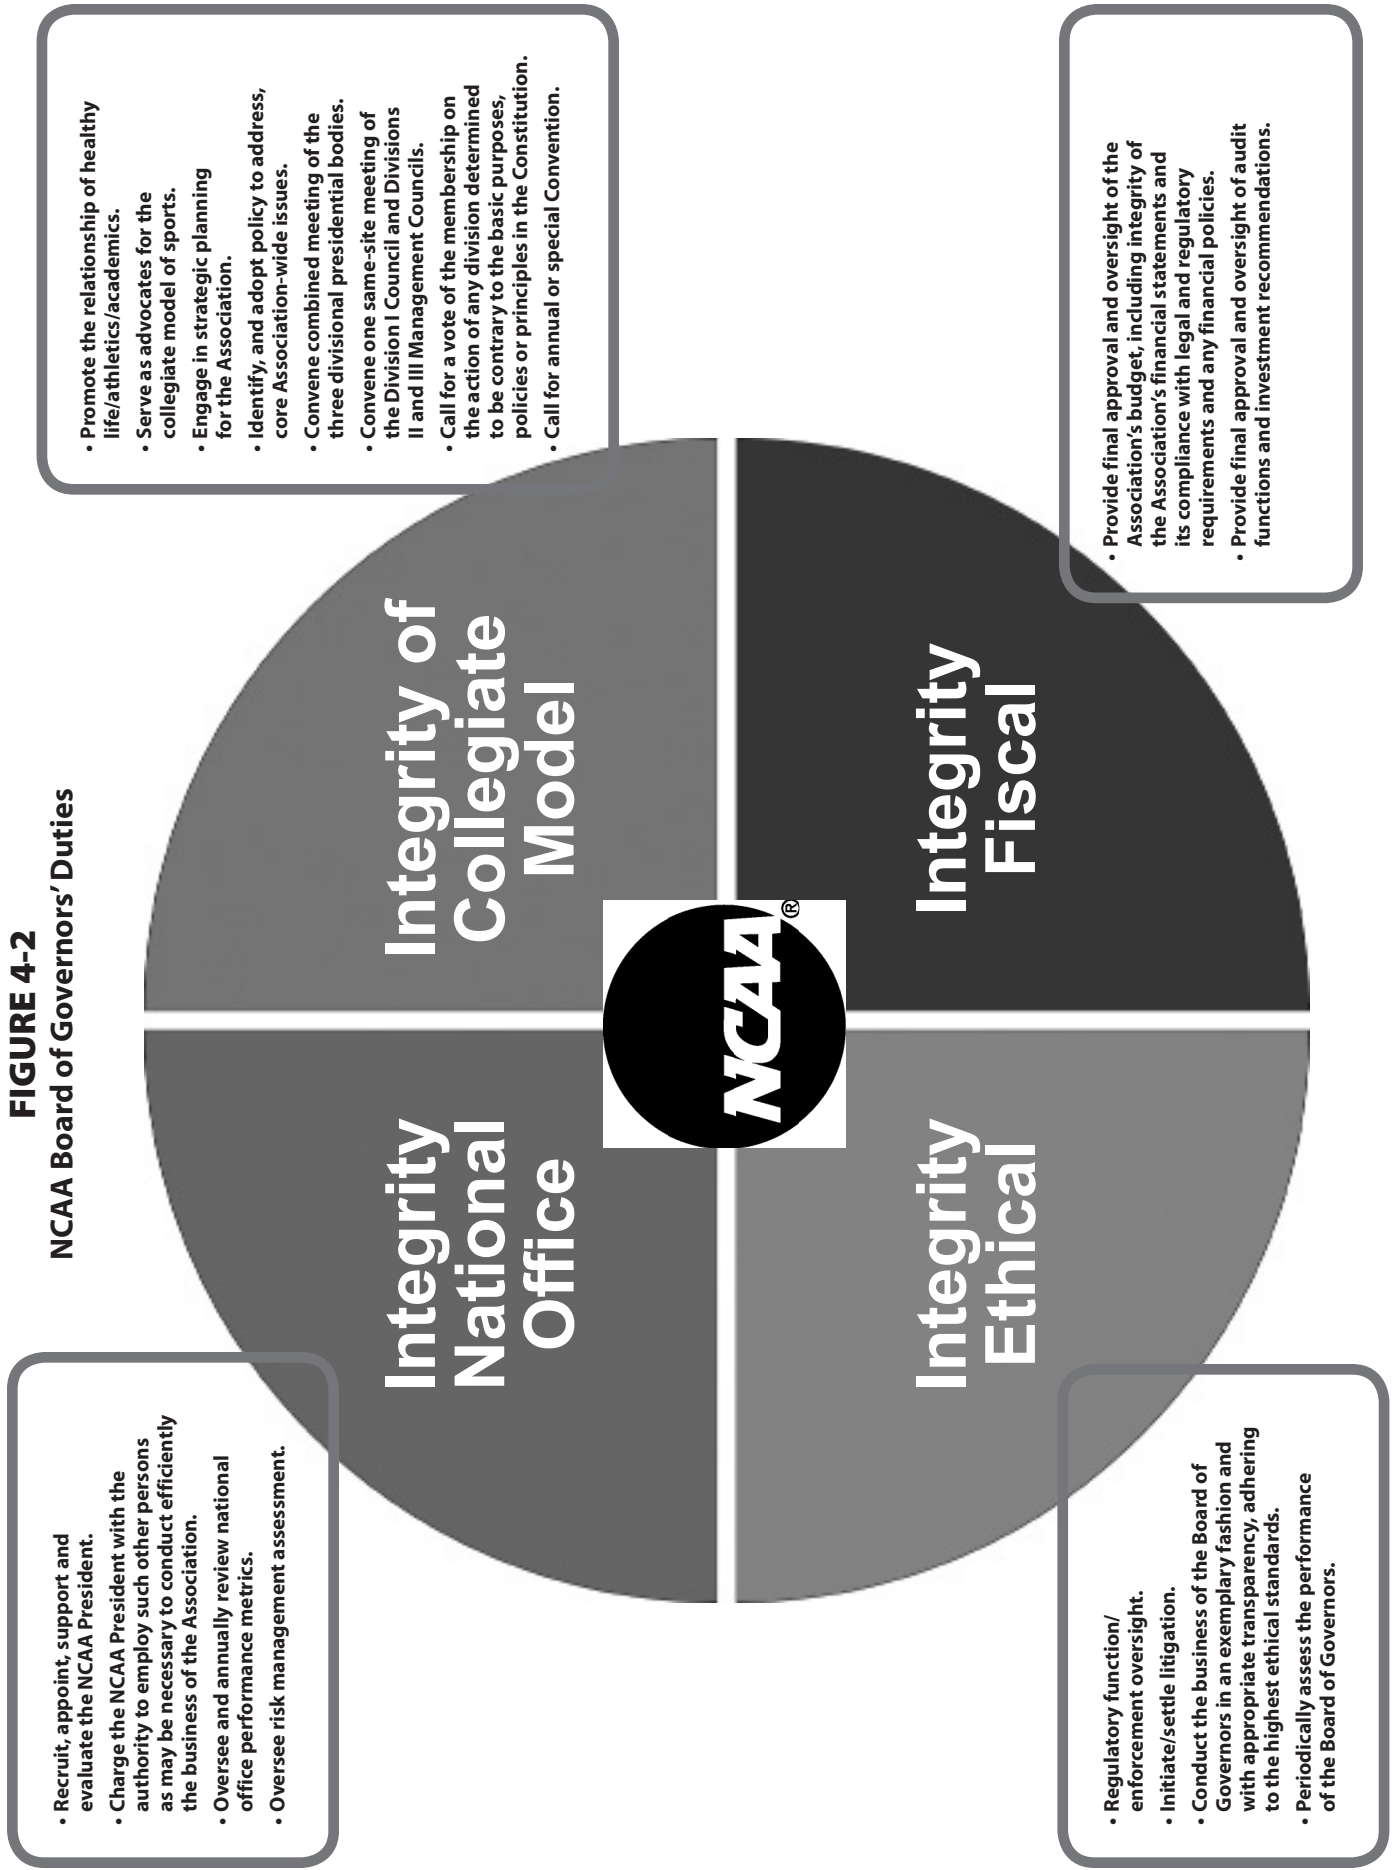 FIGURE 4-2
NCAA Board of Governors’ Duties
• Recruit, appoint, support and
evaluate the NCAA President.
• Charge the NCAA President with the
authority to employ such other persons
as may be necessary to conduct efficiently
the business of the Association.
• Oversee and annually review national
office performance metrics.
• Oversee risk management assessment.
• Promote the relationship of healthy
life/athletics/academics.
• Serve as advocates for the
collegiate model of sports.
• Engage in strategic planning
for the Association.
• Identify, and adopt policy to address,
core Association-wide issues.
• Convene combined meeting of the
three divisional presidential bodies.
• Convene one same-site meeting of
the Division I Council and Divisions
II and III Management Councils.
• Call for a vote of the membership on
the action of any division determined
to be contrary to the basic purposes,
policies or principles in the Constitution.
• Call for annual or special Convention.
Integrity
National
Office
Integrity of
Collegiate
Model
NCAA®
Integrity
Ethical
Integrity
Fiscal
• Regulatory function/
enforcement oversight.
• Initiate/settle litigation.
• Conduct the business of the Board of
Governors in an exemplary fashion and
with appropriate transparency, adhering
to the highest ethical standards.
• Periodically assess the performance
of the Board of Governors.
• Provide final approval and oversight of the
Association’s budget, including integrity of
the Association’s financial statements and
its compliance with legal and regulatory
requirements and any financial policies.
• Provide final approval and oversight of audit
functions and investment recommendations.